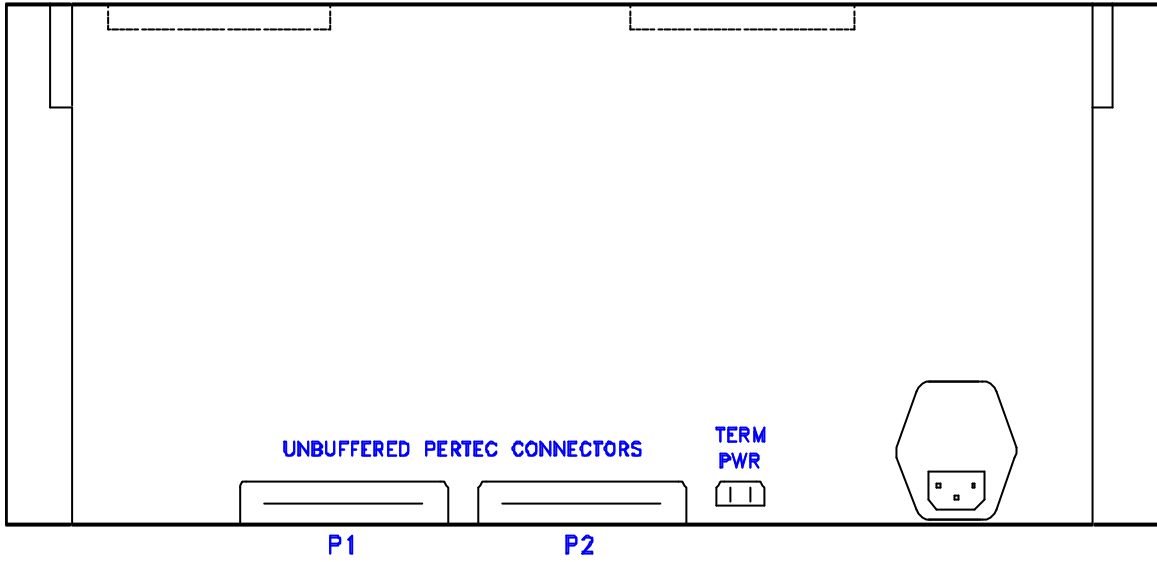 UNBUFFERED PERTEC CONNECTORS
TERM
PWR
P1
P2